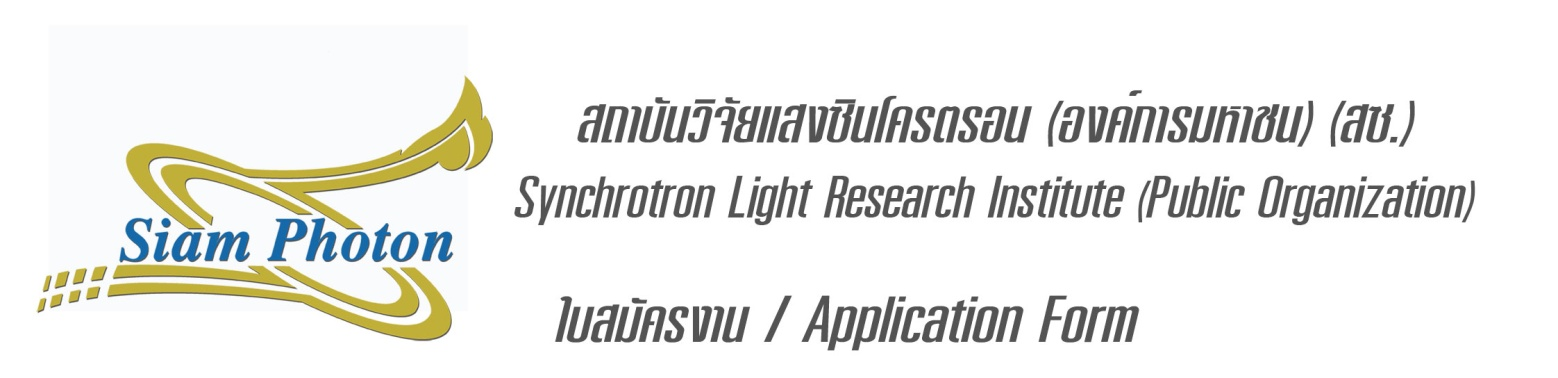 Siam Photon
สถาบันวิจัยแสงซินโครตรอน (องค์การมหาชน) (สซ.)
Synchrotron Light Research Institute (Public Organization)
ใบสมัครงาน / Application Form